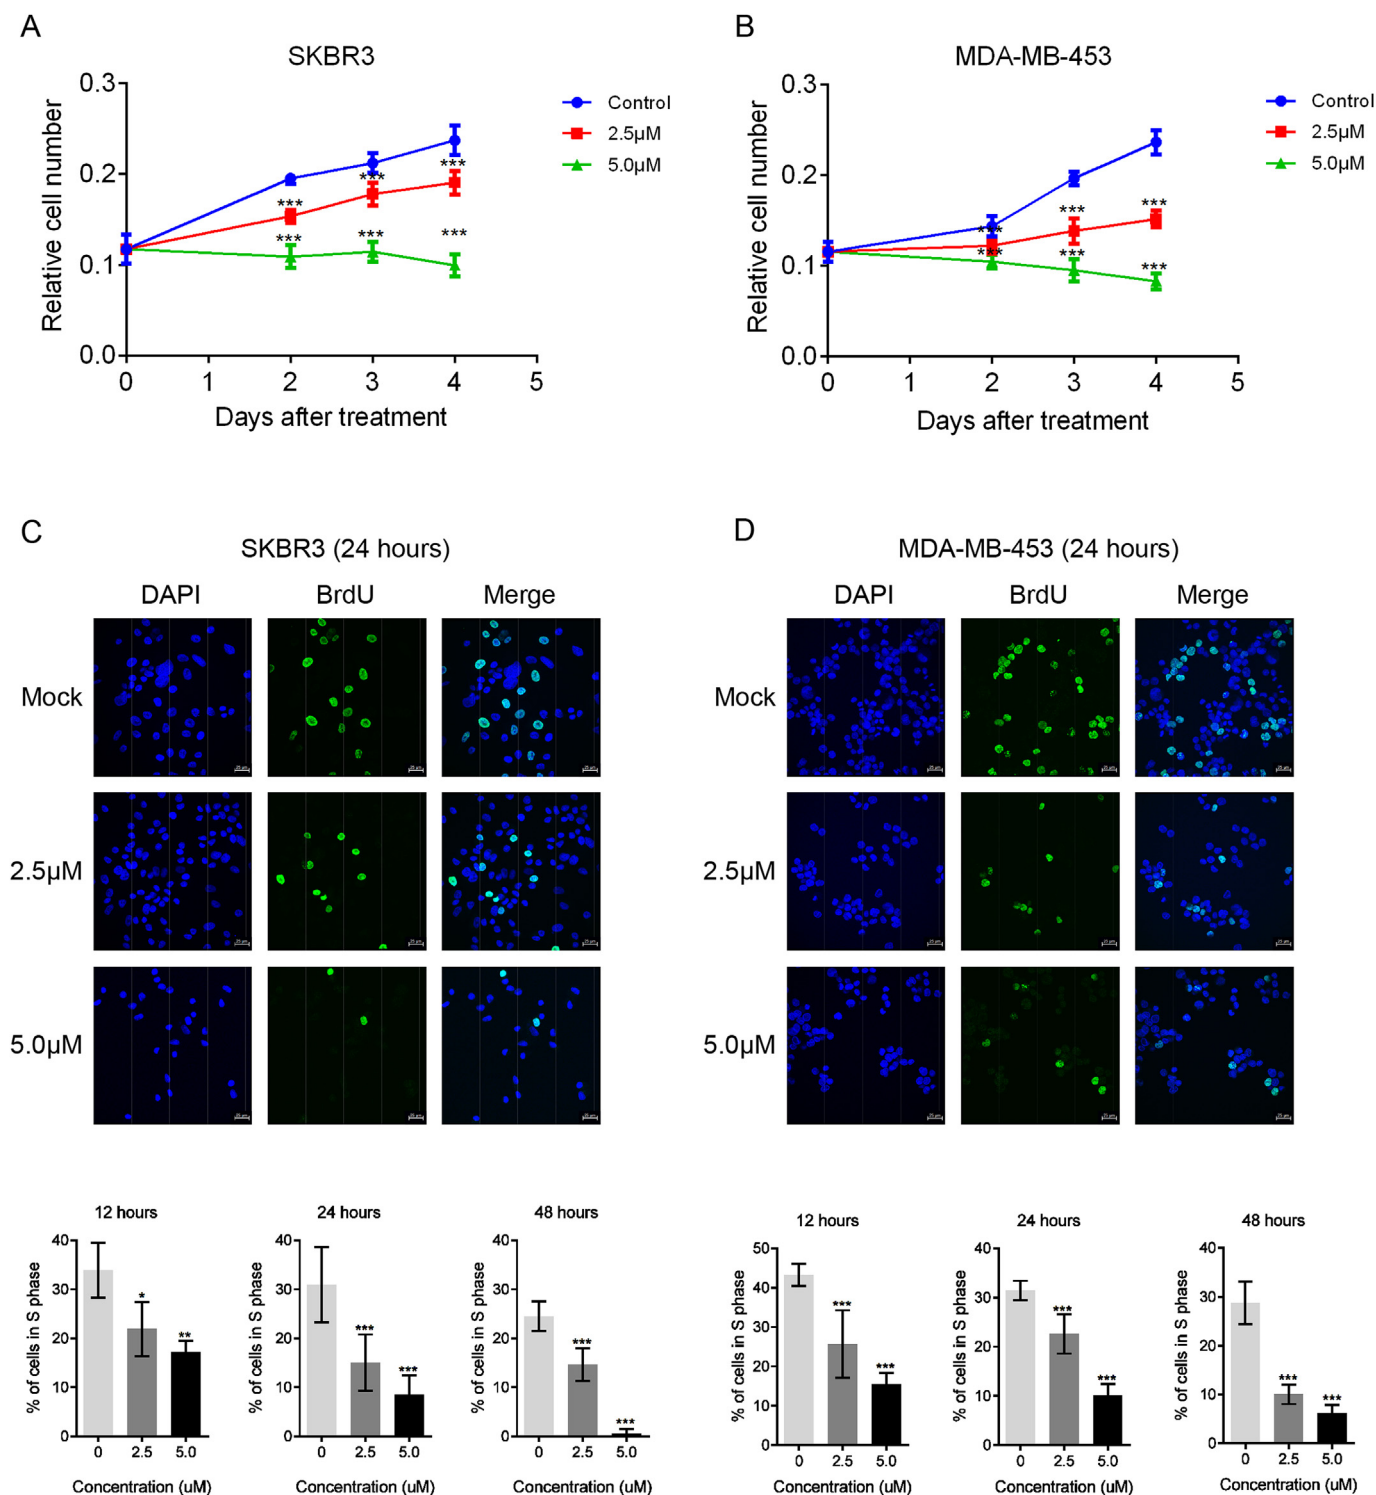 A
SKBR3
0.3
0.2
0.1
0.0
Relative cell number
*** *** ***
*** *** ***
0 1 2 3 4 5
Days after treatment
Control
2.5µM
5.0µM
B
MDA-MB-453
0.3
0.2
0.1
0.0
Relative cell number
*** *** ***
*** *** ***
0 1 2 3 4 5
Days after treatment
Control
2.5µM
5.0µM
C
SKBR3 (24 hours)
DAPI BrdU Merge
Mock
2.5µM
5.0µM
12 hours
% of cells in S phase
40
30
20
10
0
*
**
0 2.5 5.0
Concentration (uM)
24 hours
% of cells in S phase
40
30
20
10
0
***
***
0 2.5 5.0
Concentration (uM)
48 hours
% of cells in S phase
40
30
20
10
0
***
***
0 2.5 5.0
Concentration (uM)
D
MDA-MB-453 (24 hours)
DAPI BrdU Merge
Mock
2.5µM
5.0µM
12 hours
% of cells in S phase
50
40
30
20
10
0
***
***
0 2.5 5.0
Concentration (uM)
24 hours
% of cells in S phase
40
30
20
10
0
***
***
0 2.5 5.0
Concentration (uM)
48 hours
% of cells in S phase
40
30
20
10
0
***
***
0 2.5 5.0
Concentration (uM)